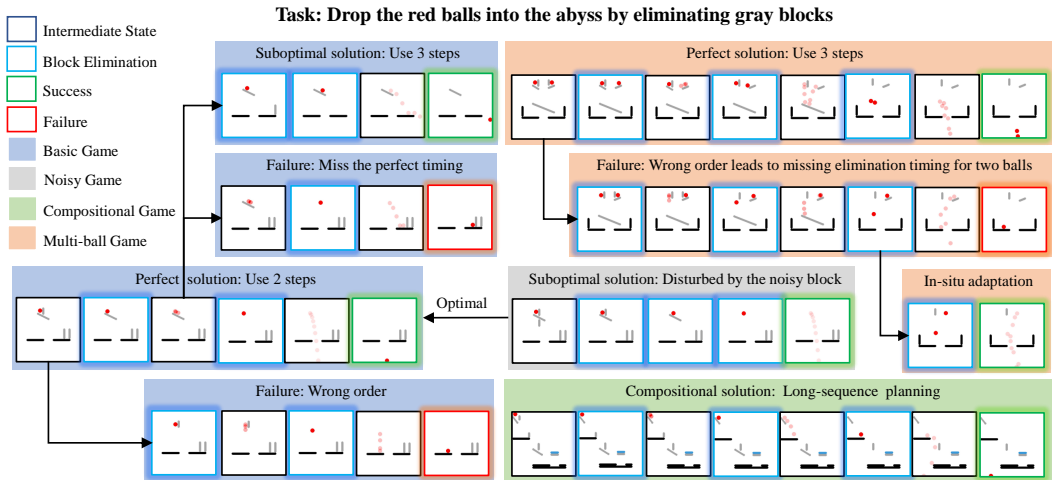 Task: Drop the red balls into the abyss by eliminating gray blocks
Intermediate State
Block Elimination
Success
Failure
Basic Game
Noisy Game
Compositional Game
Multi-ball Game
Suboptimal solution: Use 3 steps
Perfect solution: Use 3 steps
Failure: Miss the perfect timing
Failure: Wrong order leads to missing elimination timing for two balls
Perfect solution: Use 2 steps
Optimal
Suboptimal solution: Disturbed by the noisy block
In-situ adaptation
Failure: Wrong order
Compositional solution: Long-sequence planning